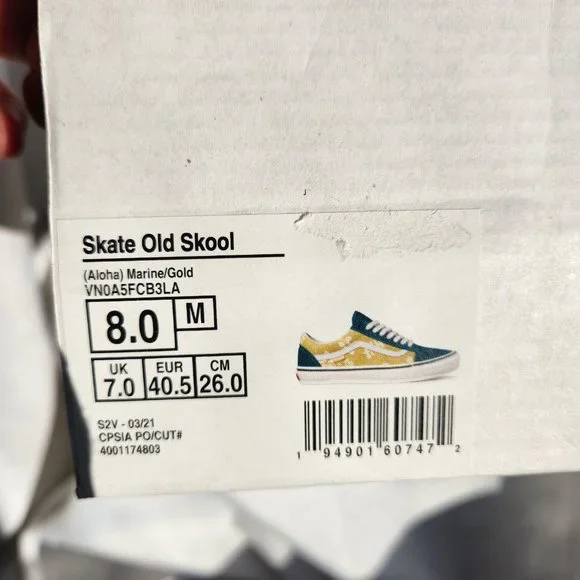 Skate Old Skool
(Aloha) Marine/Gold
VN0A5FCB3LA
8.0 M
UK EUR CM
7.0 40.5 26.0
S2V - 03/21
CPSIA PO/CUT#
4001174803
1 94901 60747 2